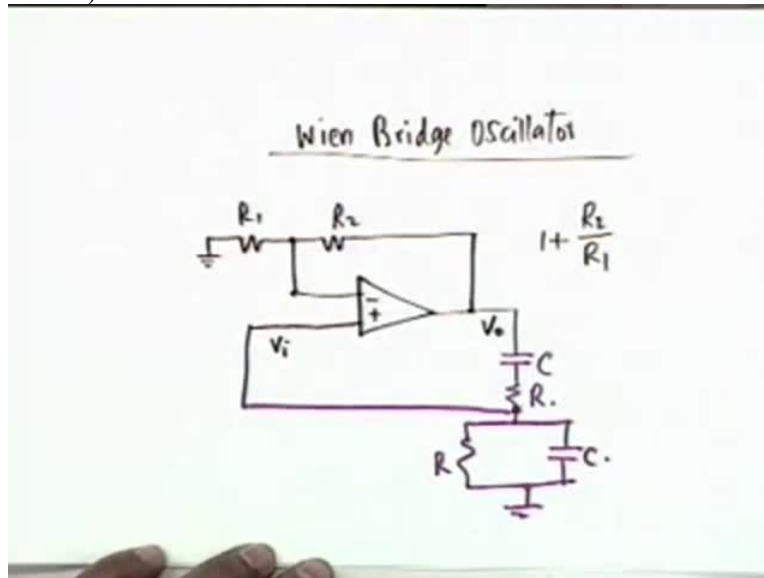 Wien Bridge Oscillator
R1 R2
1 + R2/R1
- 
+
Vi
Vo
C
R.
R
C.